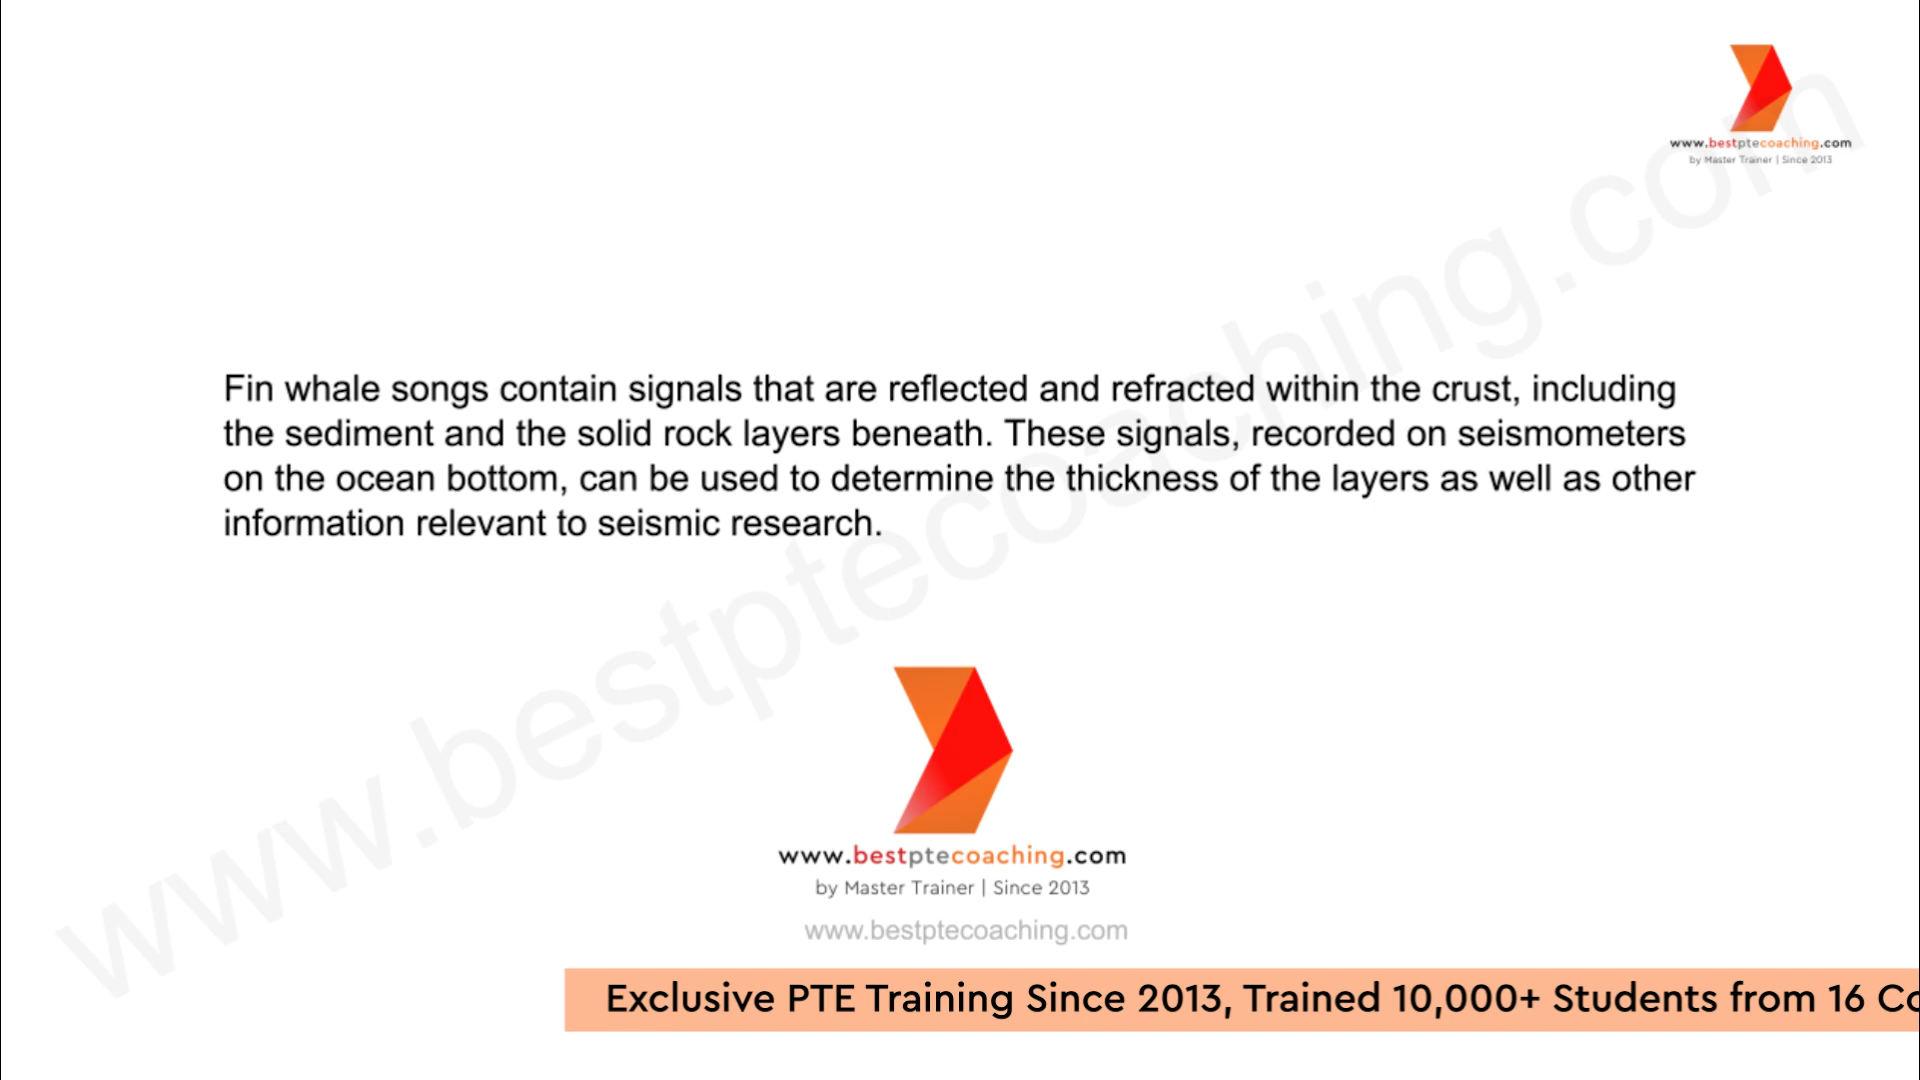 www.bestptecoaching.com
by Master Trainer | Since 2013
Fin whale songs contain signals that are reflected and refracted within the crust, including
the sediment and the solid rock layers beneath. These signals, recorded on seismometers
on the ocean bottom, can be used to determine the thickness of the layers as well as other
information relevant to seismic research.
www.bestptecoaching.com
www.bestptecoaching.com
by Master Trainer | Since 2013
www.bestptecoaching.com
Exclusive PTE Training Since 2013, Trained 10,000+ Students from 16